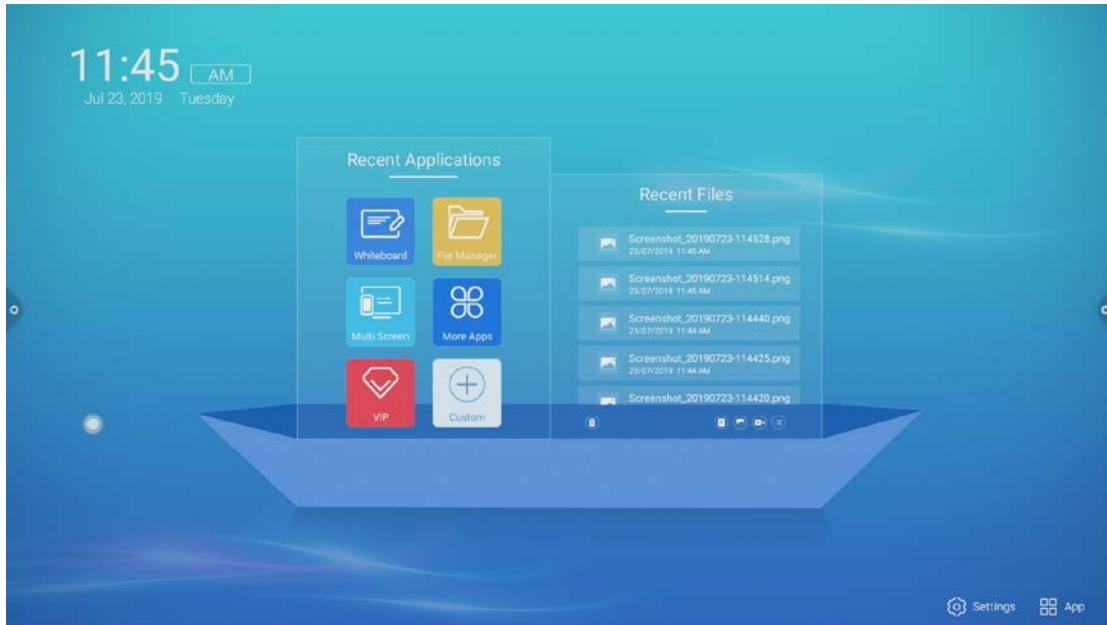 11:45 AM
Jul 23, 2019 Tuesday
Recent Applications
Whiteboard
File Manager
Multi Screen
More Apps
VIP
Custom
Recent Files
Screenshot_20190723-114528.png
23/07/2019 11:45 AM
Screenshot_20190723-114514.png
23/07/2019 11:45 AM
Screenshot_20190723-114440.png
23/07/2019 11:44 AM
Screenshot_20190723-114425.png
23/07/2019 11:44 AM
Screenshot_20190723-114420.png
Settings
App